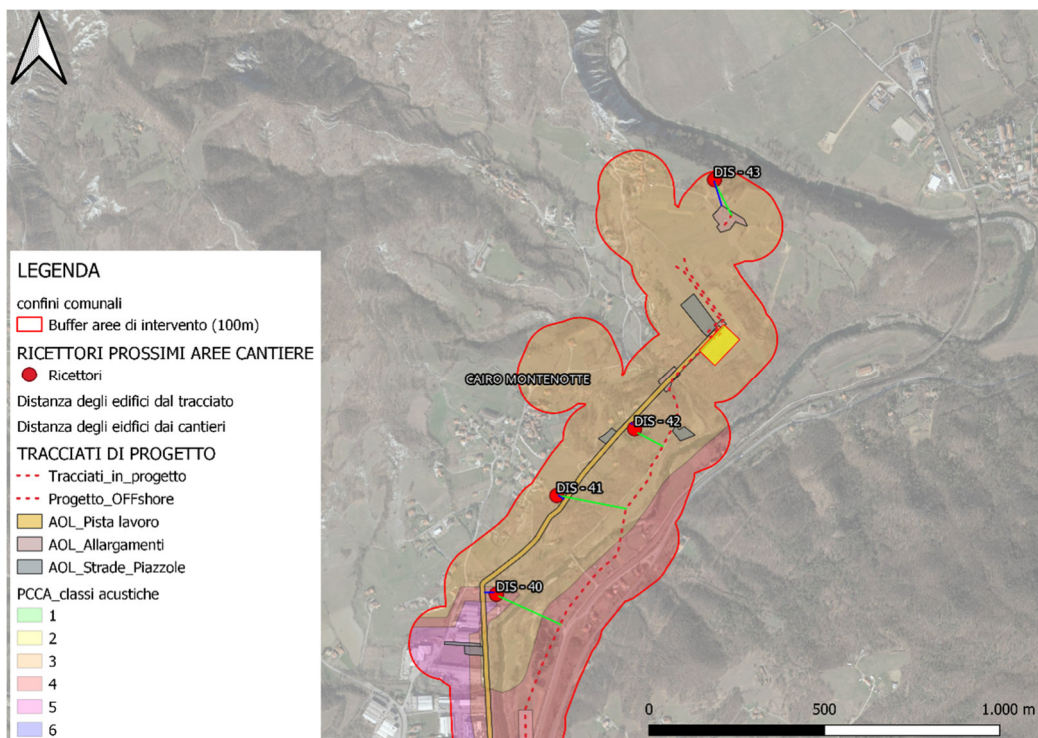 DIS - 43
CAIRO MONTENOTTE
DIS - 42
DIS - 41
DIS - 40
LEGENDA
confini comunali
Buffer aree di intervento (100m)
RICETTORI PROSSIMI AREE CANTIERE
Ricettori
Distanza degli edifici dal tracciato
Distanza degli eidfici dai cantieri
TRACCIATI DI PROGETTO
Tracciati_in_progetto
Progetto_OFFshore
AOL_Pista lavoro
AOL_Allargamenti
AOL_Strade_Piazzole
PCCA_classi acustiche
1
2
3
4
5
6
0 500 1.000 m